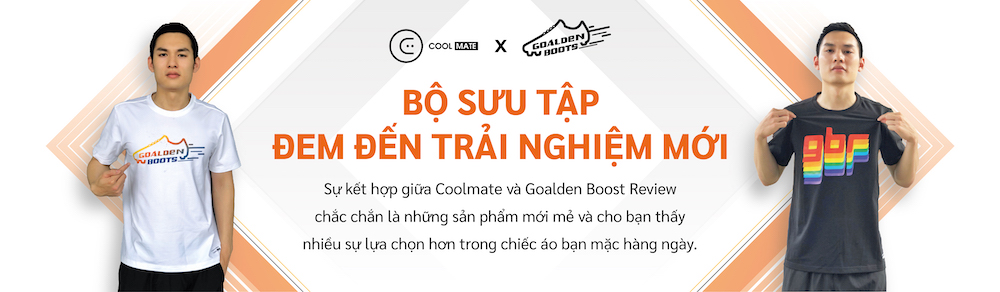 COOLMATE X GOALDEN BOOTS
BỘ SƯU TẬP
ĐEM ĐẾN TRẢI NGHIỆM MỚI
Sự kết hợp giữa Coolmate và Goalden Boost Review
chắc chắn là những sản phẩm mới mẻ và cho bạn thấy
nhiều sự lựa chọn hơn trong chiếc áo bạn mặc hàng ngày.
GOALDEN
BOOTS
gbr